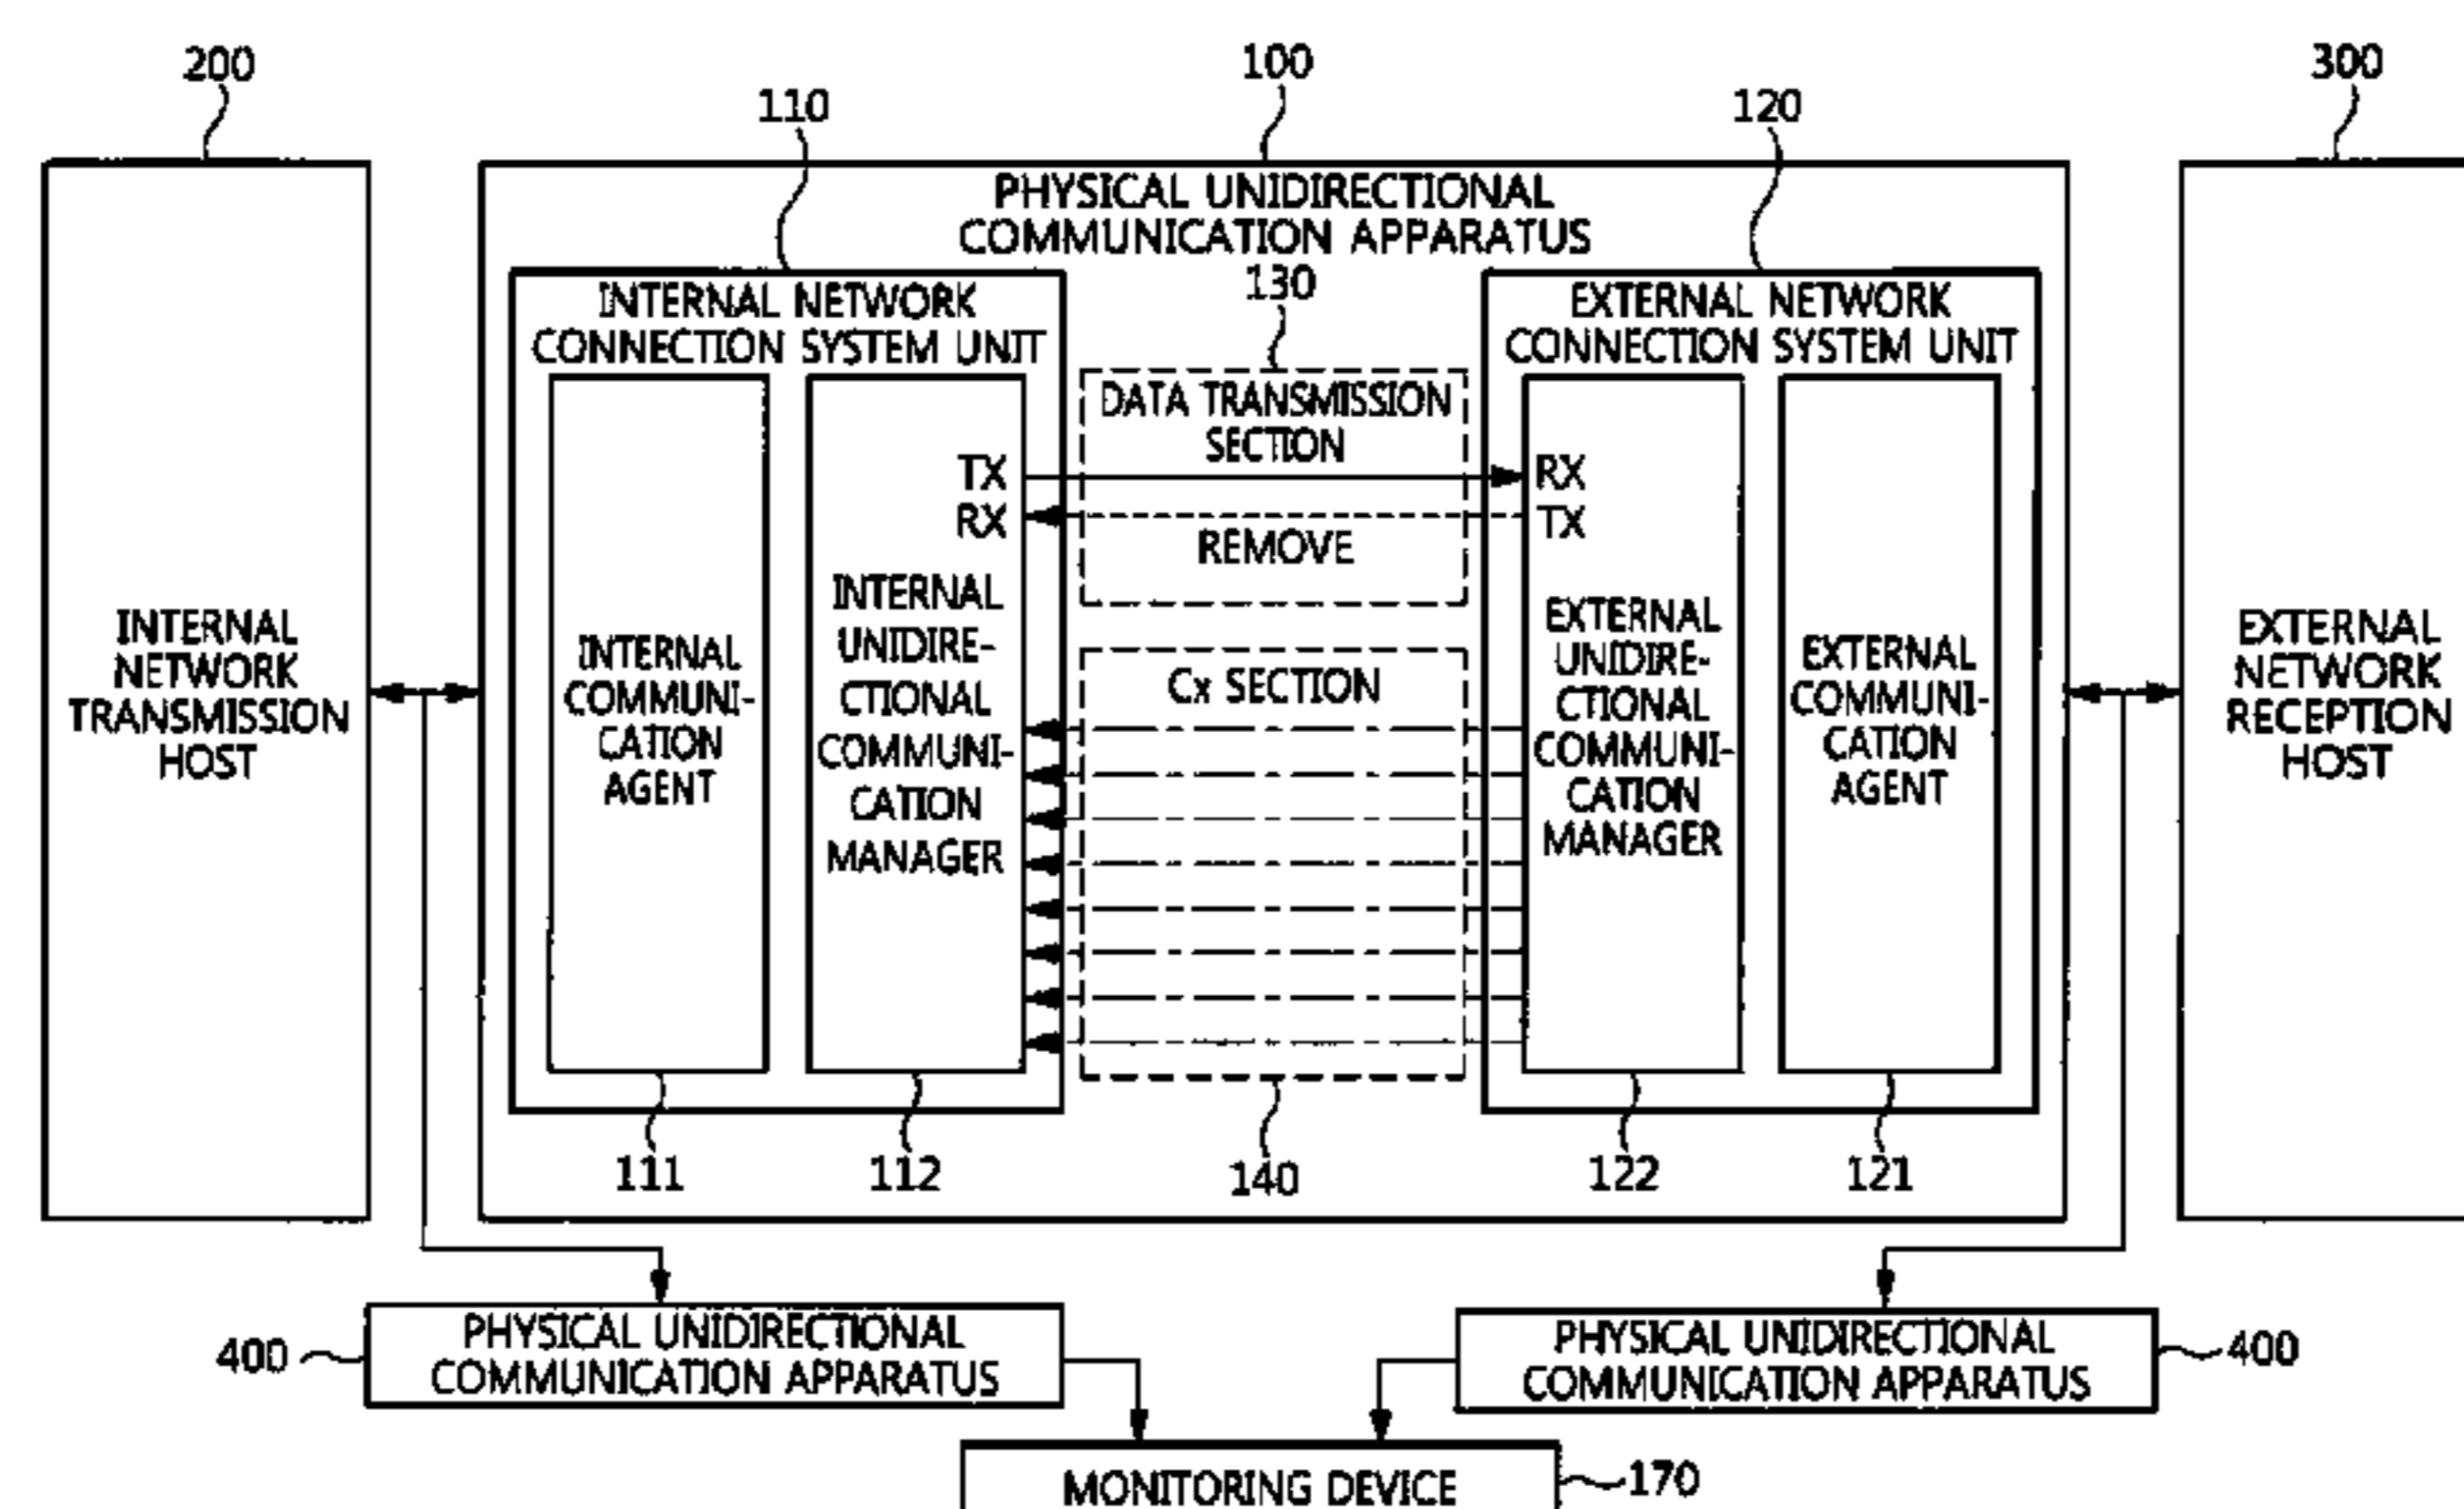 200
100
300
110
120
PHYSICAL UNIDIRECTIONAL
COMMUNICATION APPARATUS
130
INTERNAL NETWORK
CONNECTION SYSTEM UNIT
EXTERNAL NETWORK
CONNECTION SYSTEM UNIT
DATA TRANSMISSION
SECTION
TX
RX
RX
TX
REMOVE
INTERNAL
NETWORK
TRANSMISSION
HOST
INTERNAL
COMMUNI-
CATION
AGENT
INTERNAL
UNIDIRE-
CTIONAL
COMMUNI-
CATION
MANAGER
Cx SECTION
EXTERNAL
UNIDIRE-
CTIONAL
COMMUNI-
CATION
MANAGER
EXTERNAL
COMMUNI-
CATION
AGENT
EXTERNAL
NETWORK
RECEPTION
HOST
111
112
140
122
121
400
PHYSICAL UNIDIRECTIONAL
COMMUNICATION APPARATUS
PHYSICAL UNIDIRECTIONAL
COMMUNICATION APPARATUS
400
MONITORING DEVICE
170